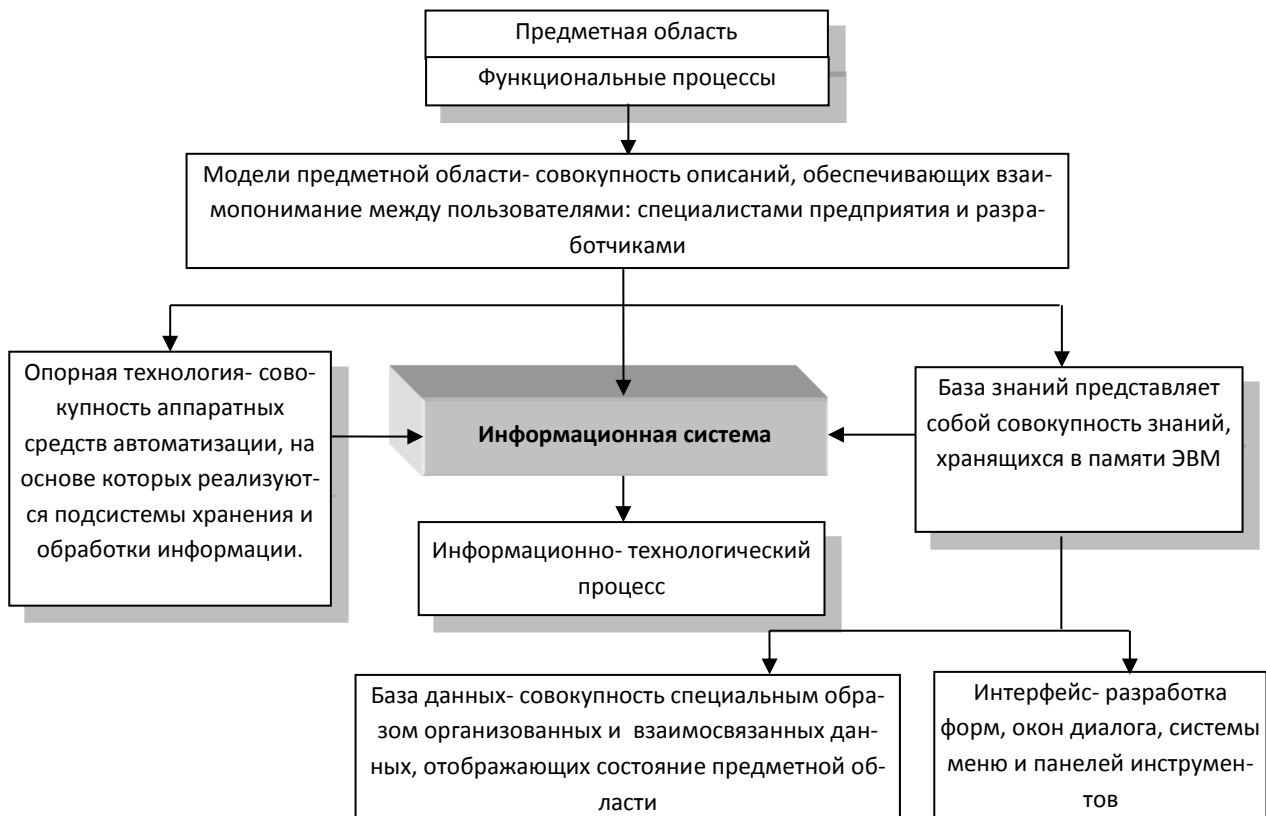 Предметная область
Функциональные процессы
Модели предметной области- совокупность описаний, обеспечивающих взаи-
мопонимание между пользователями: специалистами предприятия и разра-
ботчиками
Опорная технология- сово-
купность аппаратных
средств автоматизации, на
основе которых реализуют-
ся подсистемы хранения и
обработки информации.
Информационная система
База знаний представляет
собой совокупность знаний,
хранящихся в памяти ЭВМ
Информационно- технологический
процесс
База данных- совокупность специальным обра-
зом организованных и  взаимосвязанных дан-
ных, отображающих состояние предметной об-
ласти
Интерфейс- разработка
форм, окон диалога, системы
меню и панелей инструмен-
тов